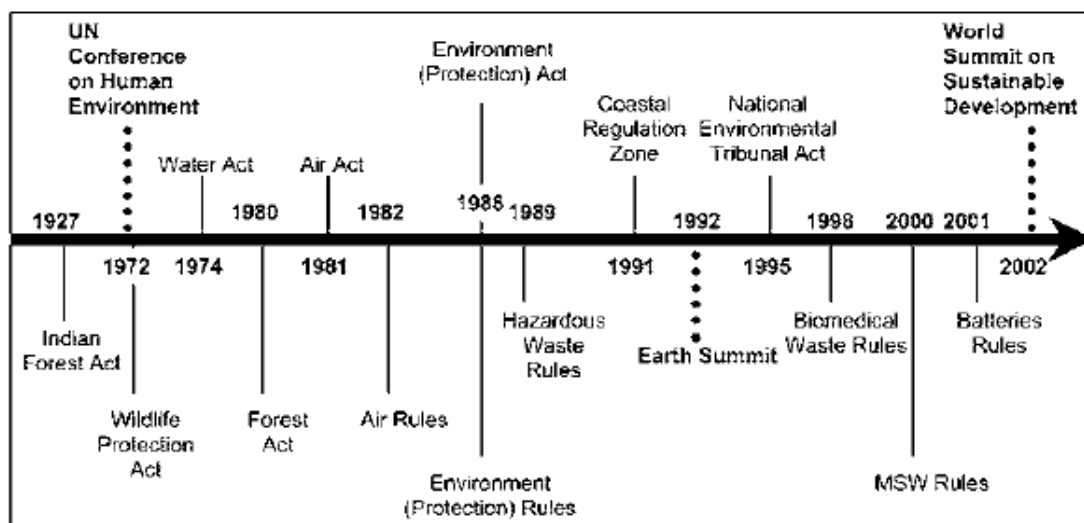 UN
Conference
on Human
Environment
Environment
(Protection) Act
World
Summit on
Sustainable
Development
Coastal
Regulation
Zone
National
Environmental
Tribunal Act
Water Act
Air Act
1927
1980
1982
1986
1989
1992
1998
2000
2001
1972
1974
1981
1991
1995
2002
Indian
Forest Act
Hazardous
Waste
Rules
Earth Summit
Biomedical
Waste Rules
Batteries
Rules
Wildlife
Protection
Act
Forest
Act
Air Rules
Environment
(Protection) Rules
MSW Rules